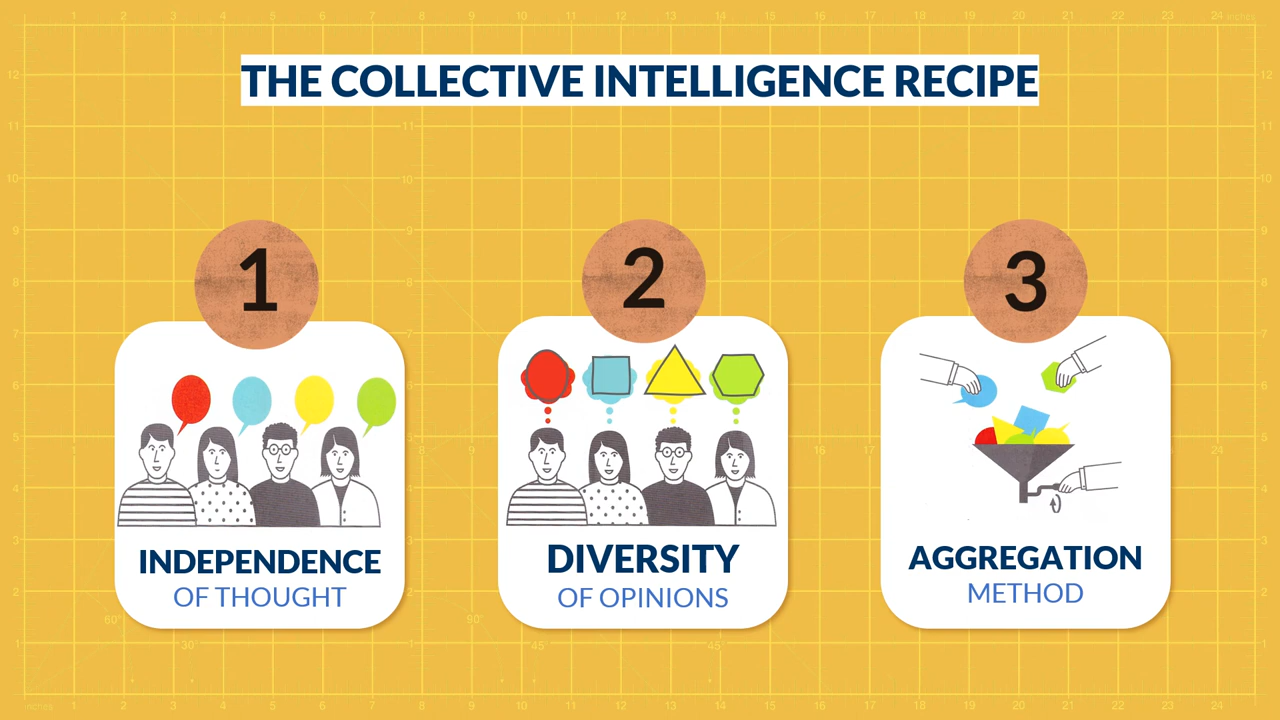 THE COLLECTIVE INTELLIGENCE RECIPE
1
INDEPENDENCE
OF THOUGHT
2
DIVERSITY
OF OPINIONS
3
AGGREGATION
METHOD